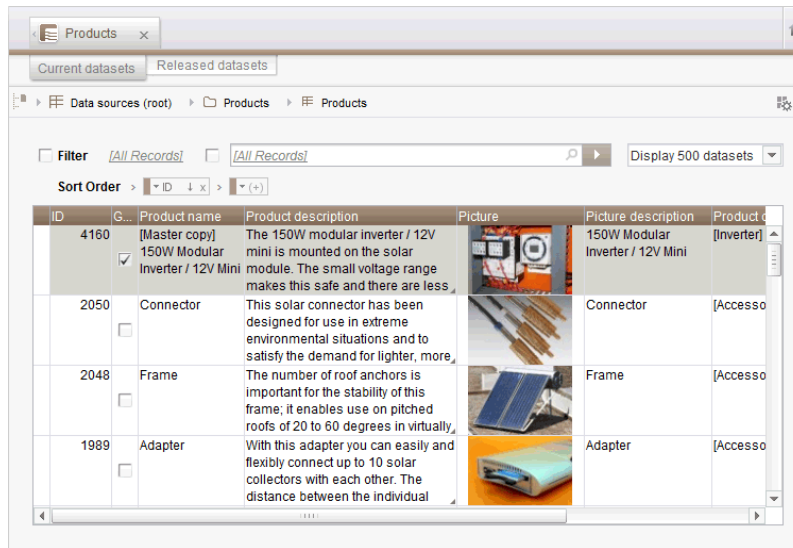 Products x
Current datasets Released datasets
Data sources (root) Products Products
Filter [All Records] [All Records] Display 500 datasets
Sort Order > ID ↓ x > (+)
ID G... Product name Product description Picture Picture description Product
4160 [Master copy] The 150W modular inverter / 12V 150W Modular [Inverter]
150W Modular mini is mounted on the solar Inverter / 12V Mini
Inverter / 12V Mini module. The small voltage range
makes this safe and there are less
2050 Connector This solar connector has been Connector [Accesso
designed for use in extreme
environmental situations and to
satisfy the demand for lighter, more
2048 Frame The number of roof anchors is Frame [Accesso
important for the stability of this
frame; it enables use on pitched
roofs of 20 to 60 degrees in virtually
1989 Adapter With this adapter you can easily and Adapter [Accesso
flexibly connect up to 10 solar
collectors with each other. The
distance between the individual